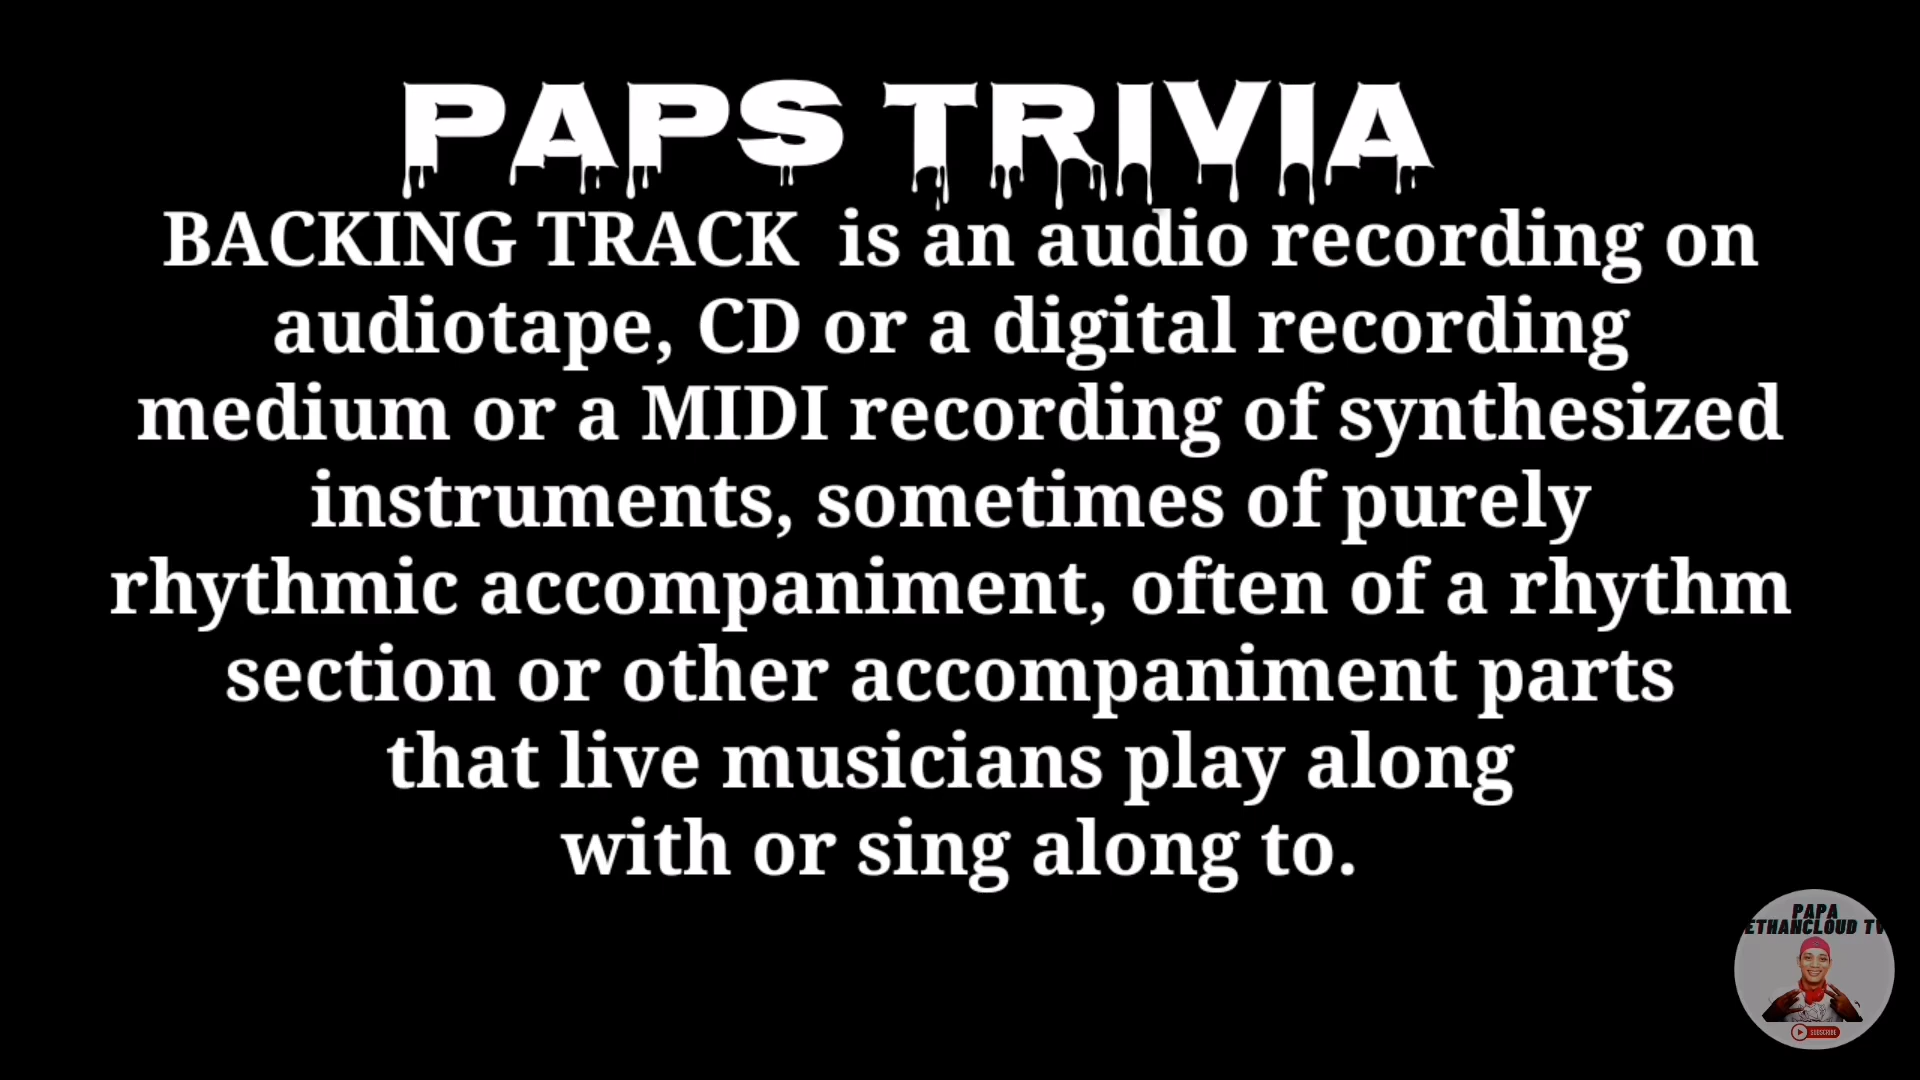 PAPS TRIVIA
BACKING TRACK is an audio recording on
audiotape, CD or a digital recording
medium or a MIDI recording of synthesized
instruments, sometimes of purely
rhythmic accompaniment, often of a rhythm
section or other accompaniment parts
that live musicians play along
with or sing along to.
PAPA
ETHANCLOUD TV
SUBSCRIBE